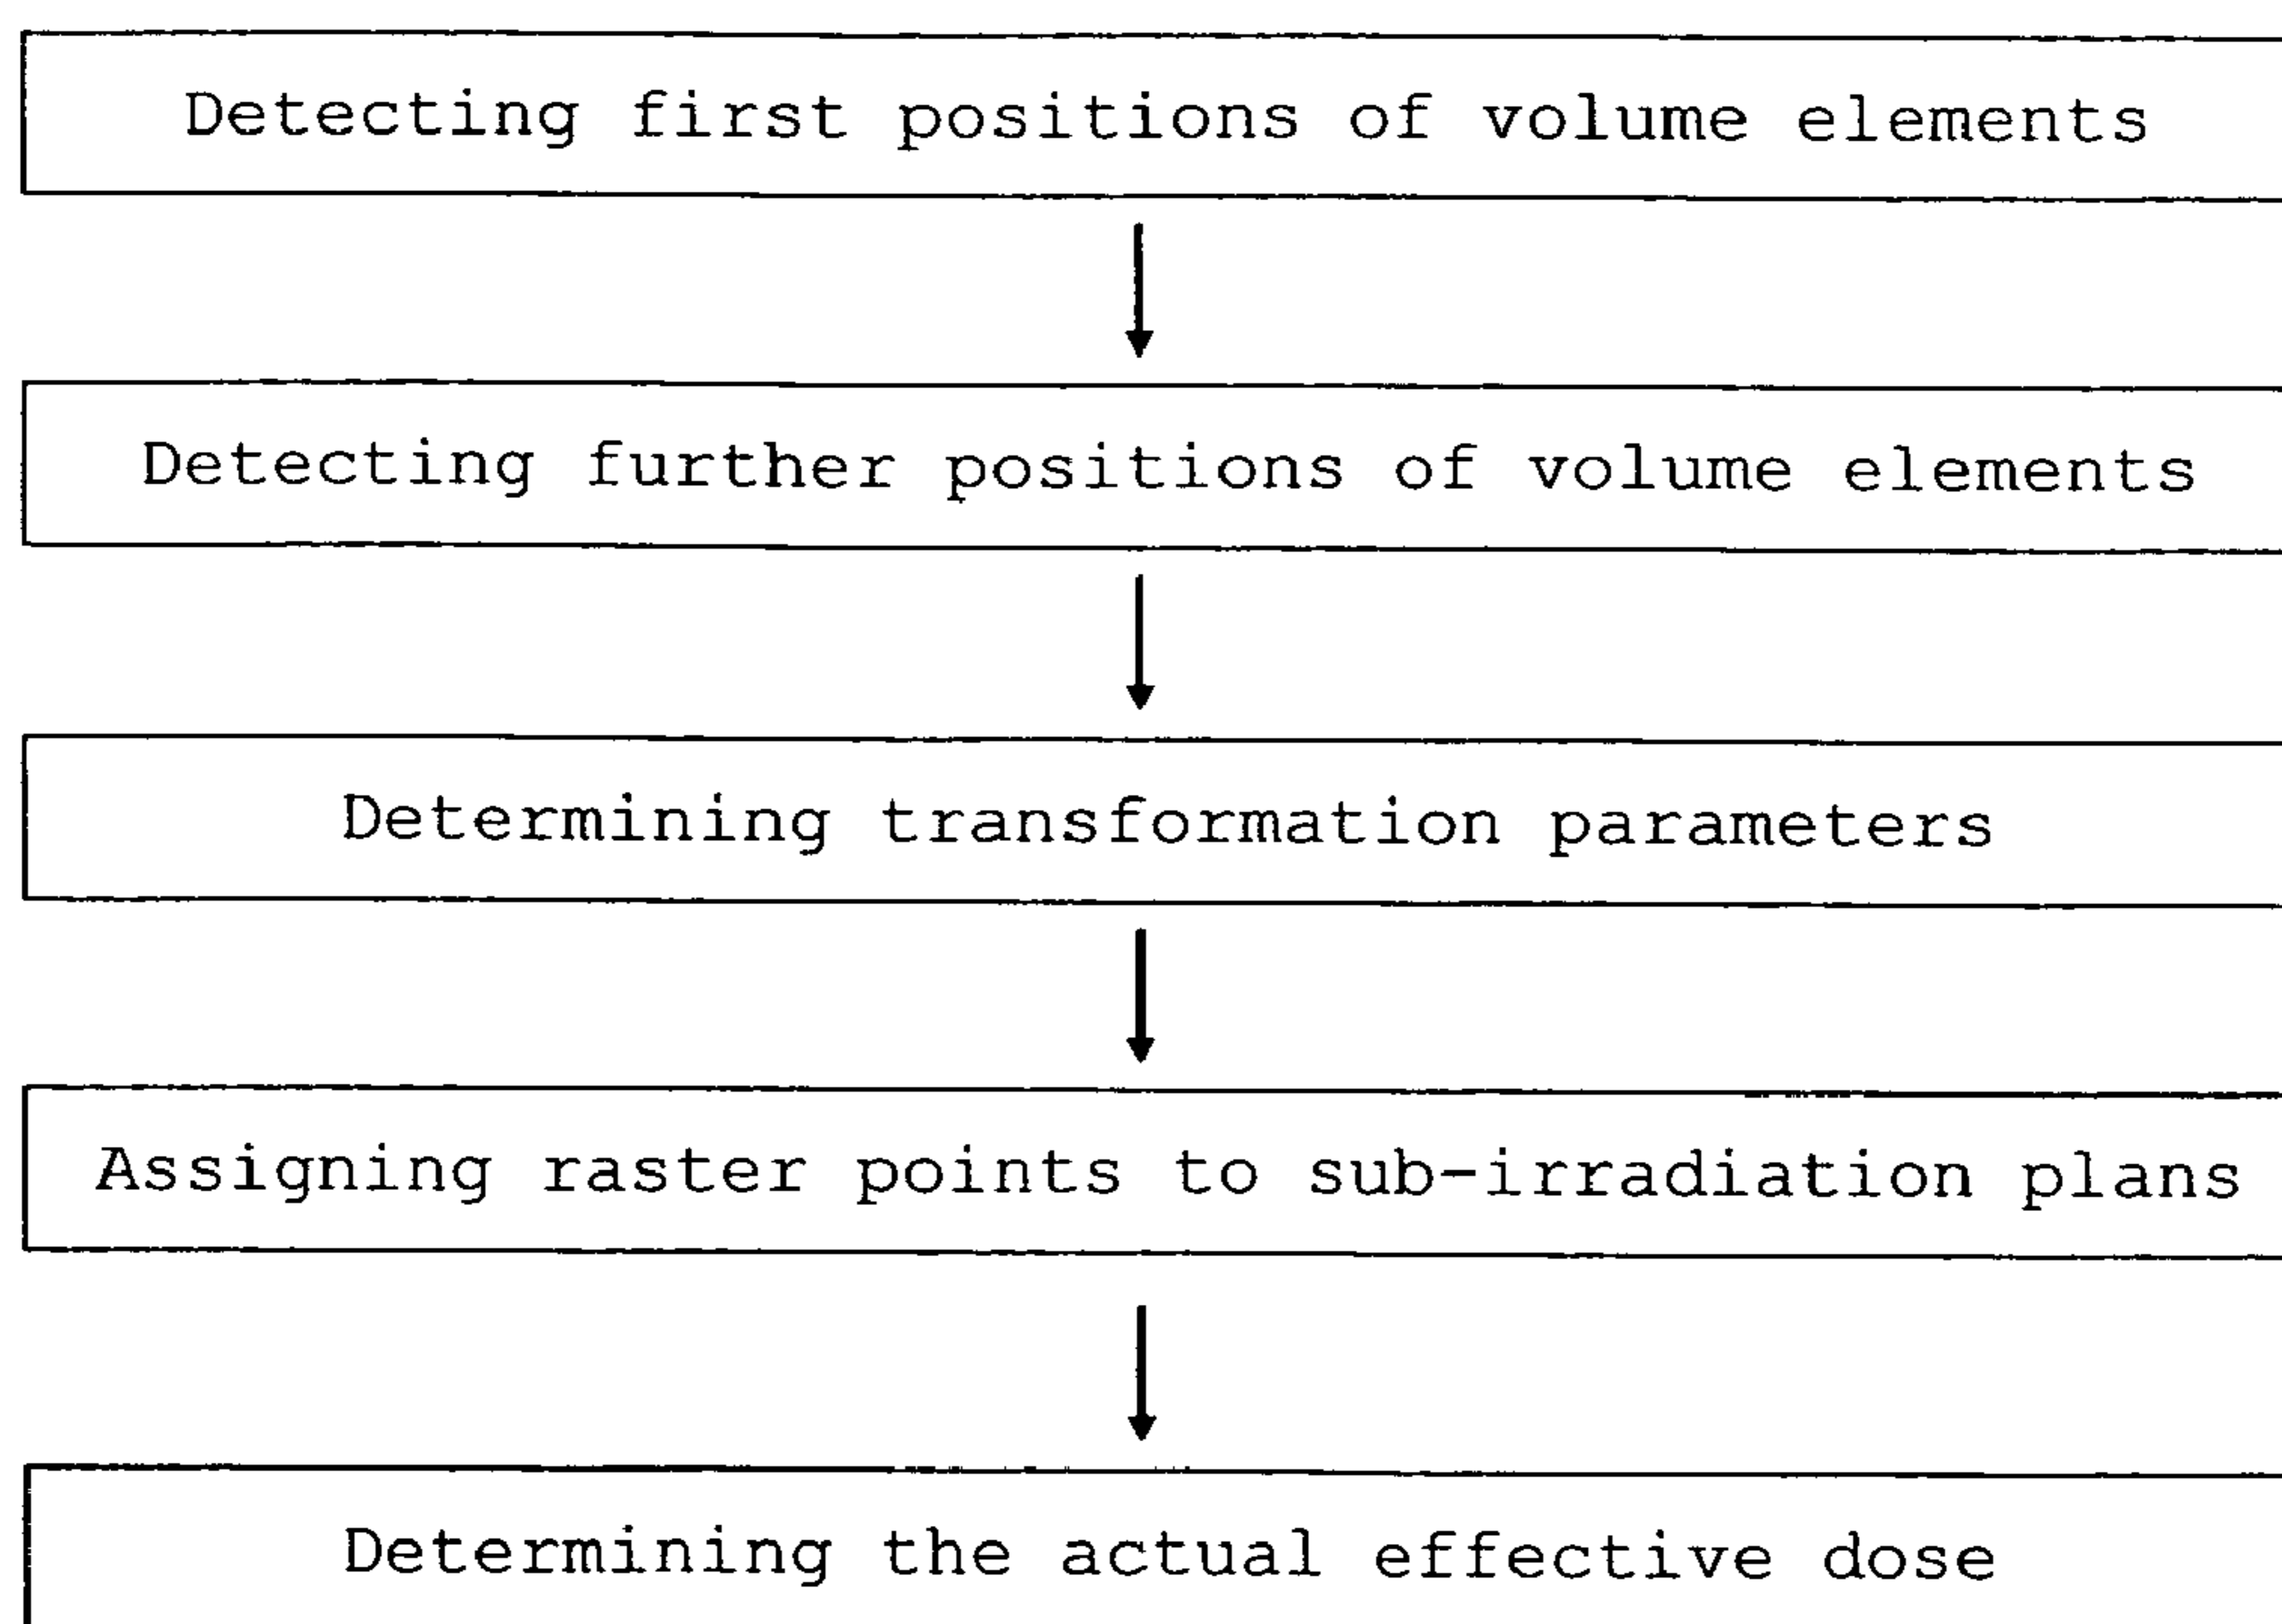 Detecting first positions of volume elements
Detecting further positions of volume elements
Determining transformation parameters
Assigning raster points to sub-irradiation plans
Determining the actual effective dose